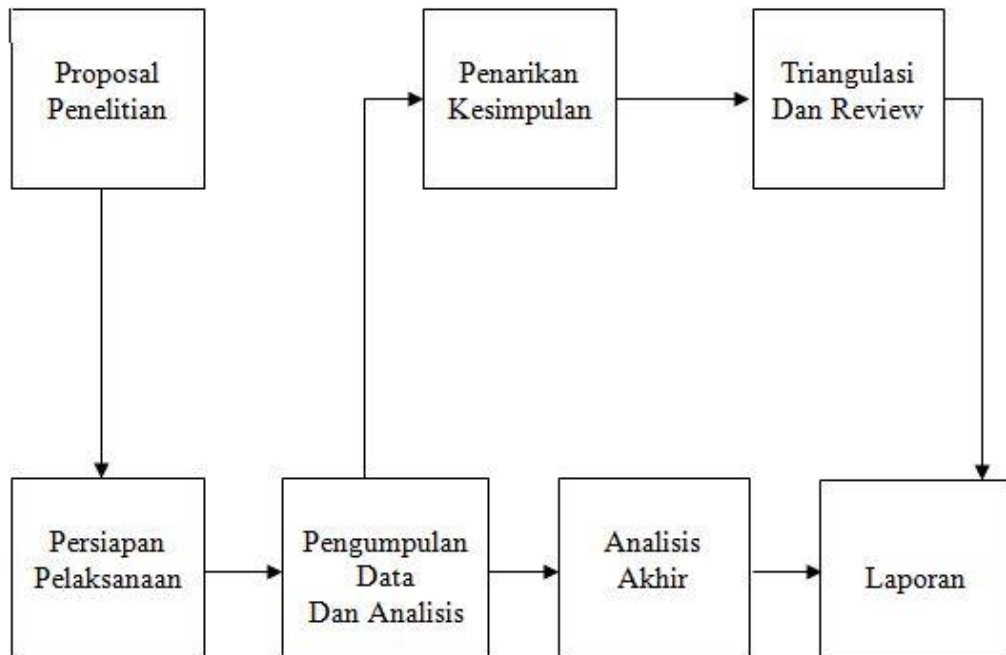 Proposal
Penelitian
Penarikan
Kesimpulan
Triangulasi
Dan Review
Persiapan
Pelaksanaan
Pengumpulan
Data
Dan Analisis
Analisis
Akhir
Laporan